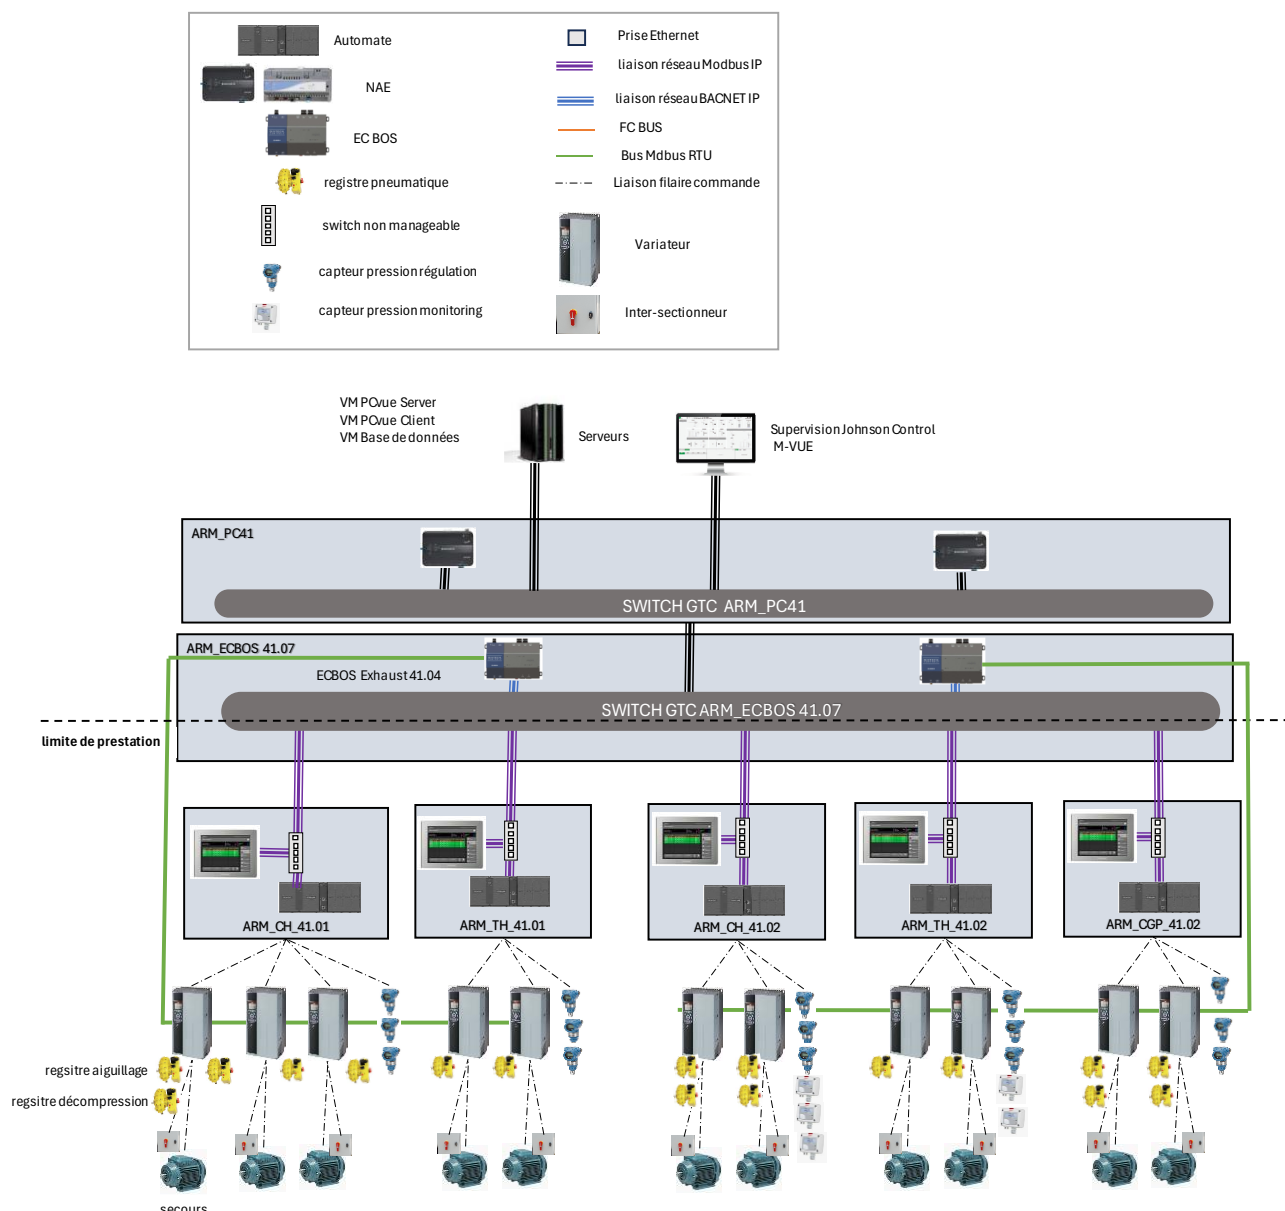 Automate
NAE
EC BOS
registre pneumatique
switch non manageable
capteur pression régulation
capteur pression monitoring
Prise Ethernet
liaison réseau Modbus IP
liaison réseau BACNET IP
FC BUS
Bus Mdbus RTU
Liaison filaire commande
Variateur
Inter-sectionneur
VM PCvue Server
VM PCvue Client
VM Base de données
Serveurs
Supervision Johnson Control
M-VUE
ARM_PC41
SWITCH GTC ARM_PC41
ARM_ECBOS 41.07
ECBOS Exhaust 41.04
SWITCH GTC ARM_ECBOS 41.07
limite de prestation
ARM_CH_41.01
ARM_TH_41.01
ARM_CH_41.02
ARM_TH_41.02
ARM_CGP_41.02
regsitre aiguillage
regsitre décompression
secours